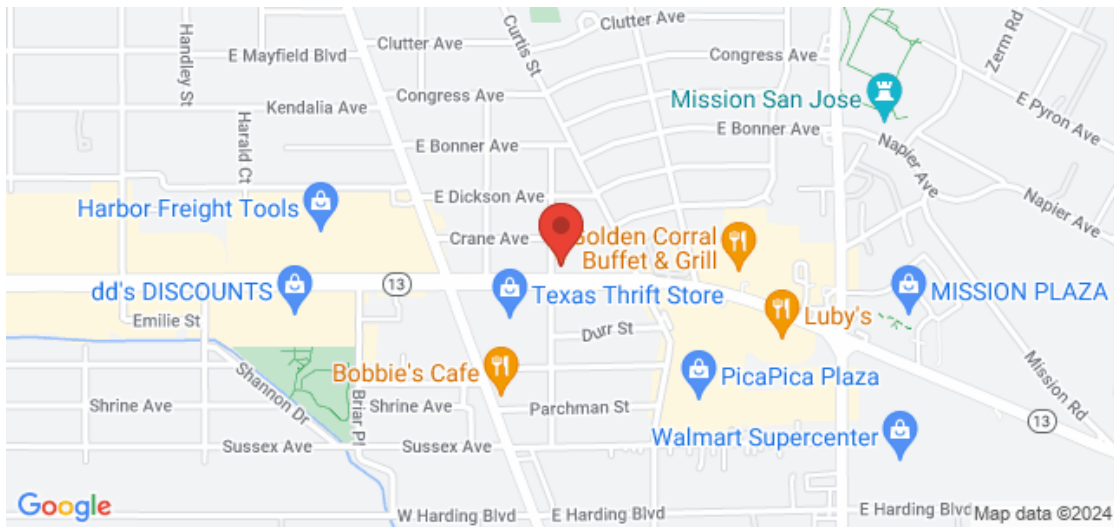 Clutter Ave
Zerm Rd
Handley St
Curtis St
Clutter Ave
E Mayfield Blvd
Congress Ave
Congress Ave
Mission San Jose
Kendalia Ave
E Pyron Ave
Harald Ct
E Bonner Ave
E Bonner Ave
Napier Ave
E Dickson Ave
Harbor Freight Tools
Napier Ave
Crane Ave
Golden Corral
Buffet & Grill
13
dd's DISCOUNTS
Texas Thrift Store
MISSION PLAZA
Emilie St
Durr St
Luby's
Bobbie's Cafe
PicaPica Plaza
Mission Rd
Shannon Dr
Briar Pl
Shrine Ave
Shrine Ave
Parchman St
13
Walmart Supercenter
Sussex Ave
Sussex Ave
Google
W Harding Blvd
E Harding Blvd
E Harding Blvd
Map data ©2024